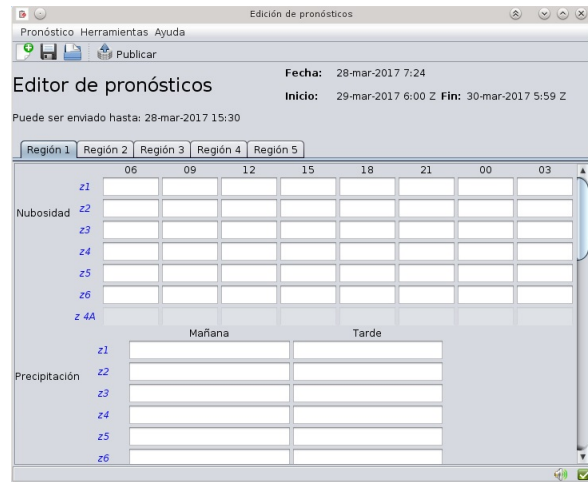 Edición de pronósticos
Pronóstico Herramientas Ayuda
Publicar
Editor de pronósticos
Fecha: 28-mar-2017 7:24
Inicio: 29-mar-2017 6:00 Z Fin: 30-mar-2017 5:59 Z
Puede ser enviado hasta: 28-mar-2017 15:30
Región 1 Región 2 Región 3 Región 4 Región 5
06 09 12 15 18 21 00 03
Nubosidad
z1
z2
z3
z4
z5
z6
z 4A
Mañana Tarde
Precipitación
z1
z2
z3
z4
z5
z6